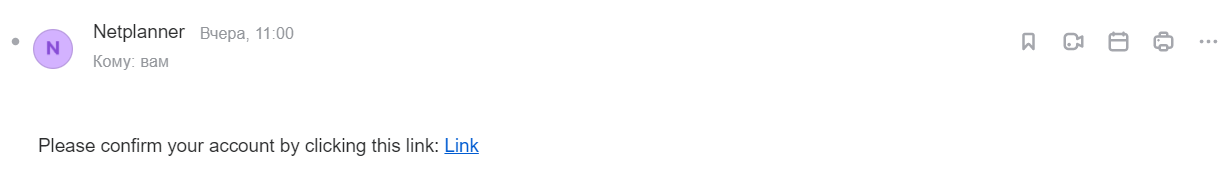 Netplanner Вчера, 11:00
N
Кому: вам
Please confirm your account by clicking this link: Link